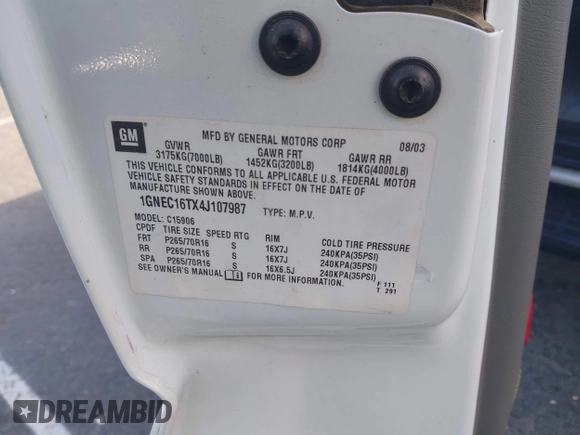 GM
MFD BY GENERAL MOTORS CORP 08/03
GVWR GAWR FRT GAWR RR
3175KG(7000LB) 1452KG(3200LB) 1814KG(4000LB)
THIS VEHICLE CONFORMS TO ALL APPLICABLE U.S. FEDERAL MOTOR
VEHICLE SAFETY STANDARDS IN EFFECT ON THE DATE OF
MANUFACTURE SHOWN ABOVE.
1GNEC16TX4J107987 TYPE: M.P.V.
MODEL: C15906
CPDF TIRE SIZE SPEED RTG RIM COLD TIRE PRESSURE
FRT P265/70R16 S 16X7J 240KPA(35PSI)
RR P265/70R16 S 16X7J 240KPA(35PSI)
SPA P265/70R16 S 16X6.5J 240KPA(35PSI)
SEE OWNER'S MANUAL FOR MORE INFORMATION.
F 111
T 291
DREAMBID